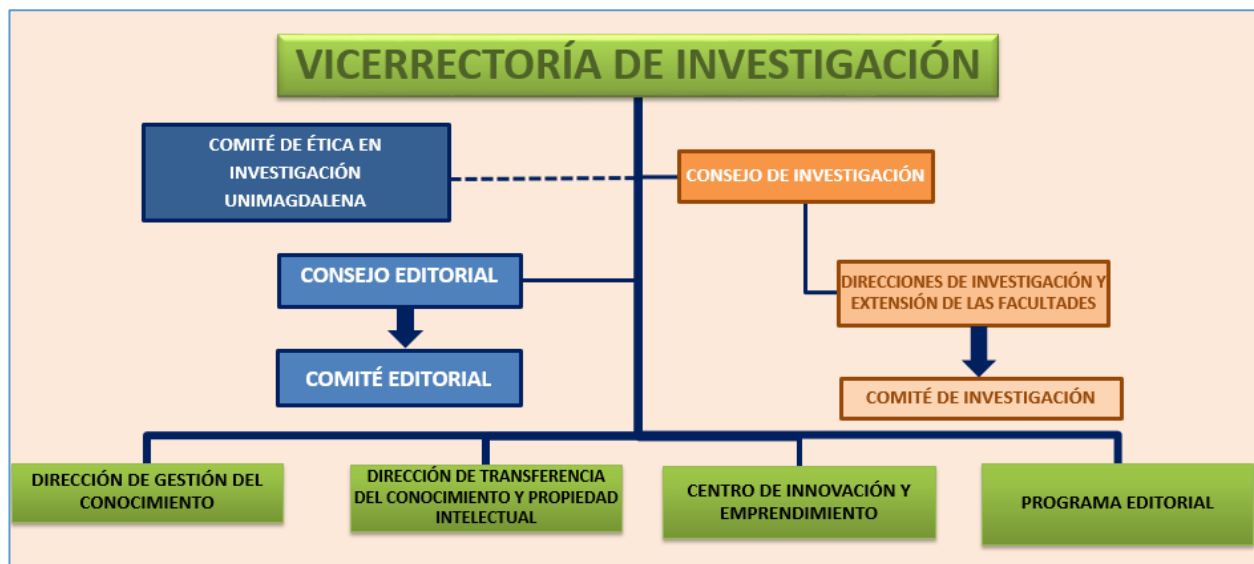 VICERRECTORÍA DE INVESTIGACIÓN
COMITÉ DE ÉTICA EN
INVESTIGACIÓN
UNIMAGDALENA
CONSEJO DE INVESTIGACIÓN
CONSEJO EDITORIAL
DIRECCIONES DE INVESTIGACIÓN Y
EXTENSIÓN DE LAS FACULTADES
COMITÉ EDITORIAL
COMITÉ DE INVESTIGACIÓN
DIRECCIÓN DE GESTIÓN DEL
CONOCIMIENTO
DIRECCIÓN DE TRANSFERENCIA
DEL CONOCIMIENTO Y PROPIEDAD
INTELECTUAL
CENTRO DE INNOVACIÓN Y
EMPRENDIMIENTO
PROGRAMA EDITORIAL